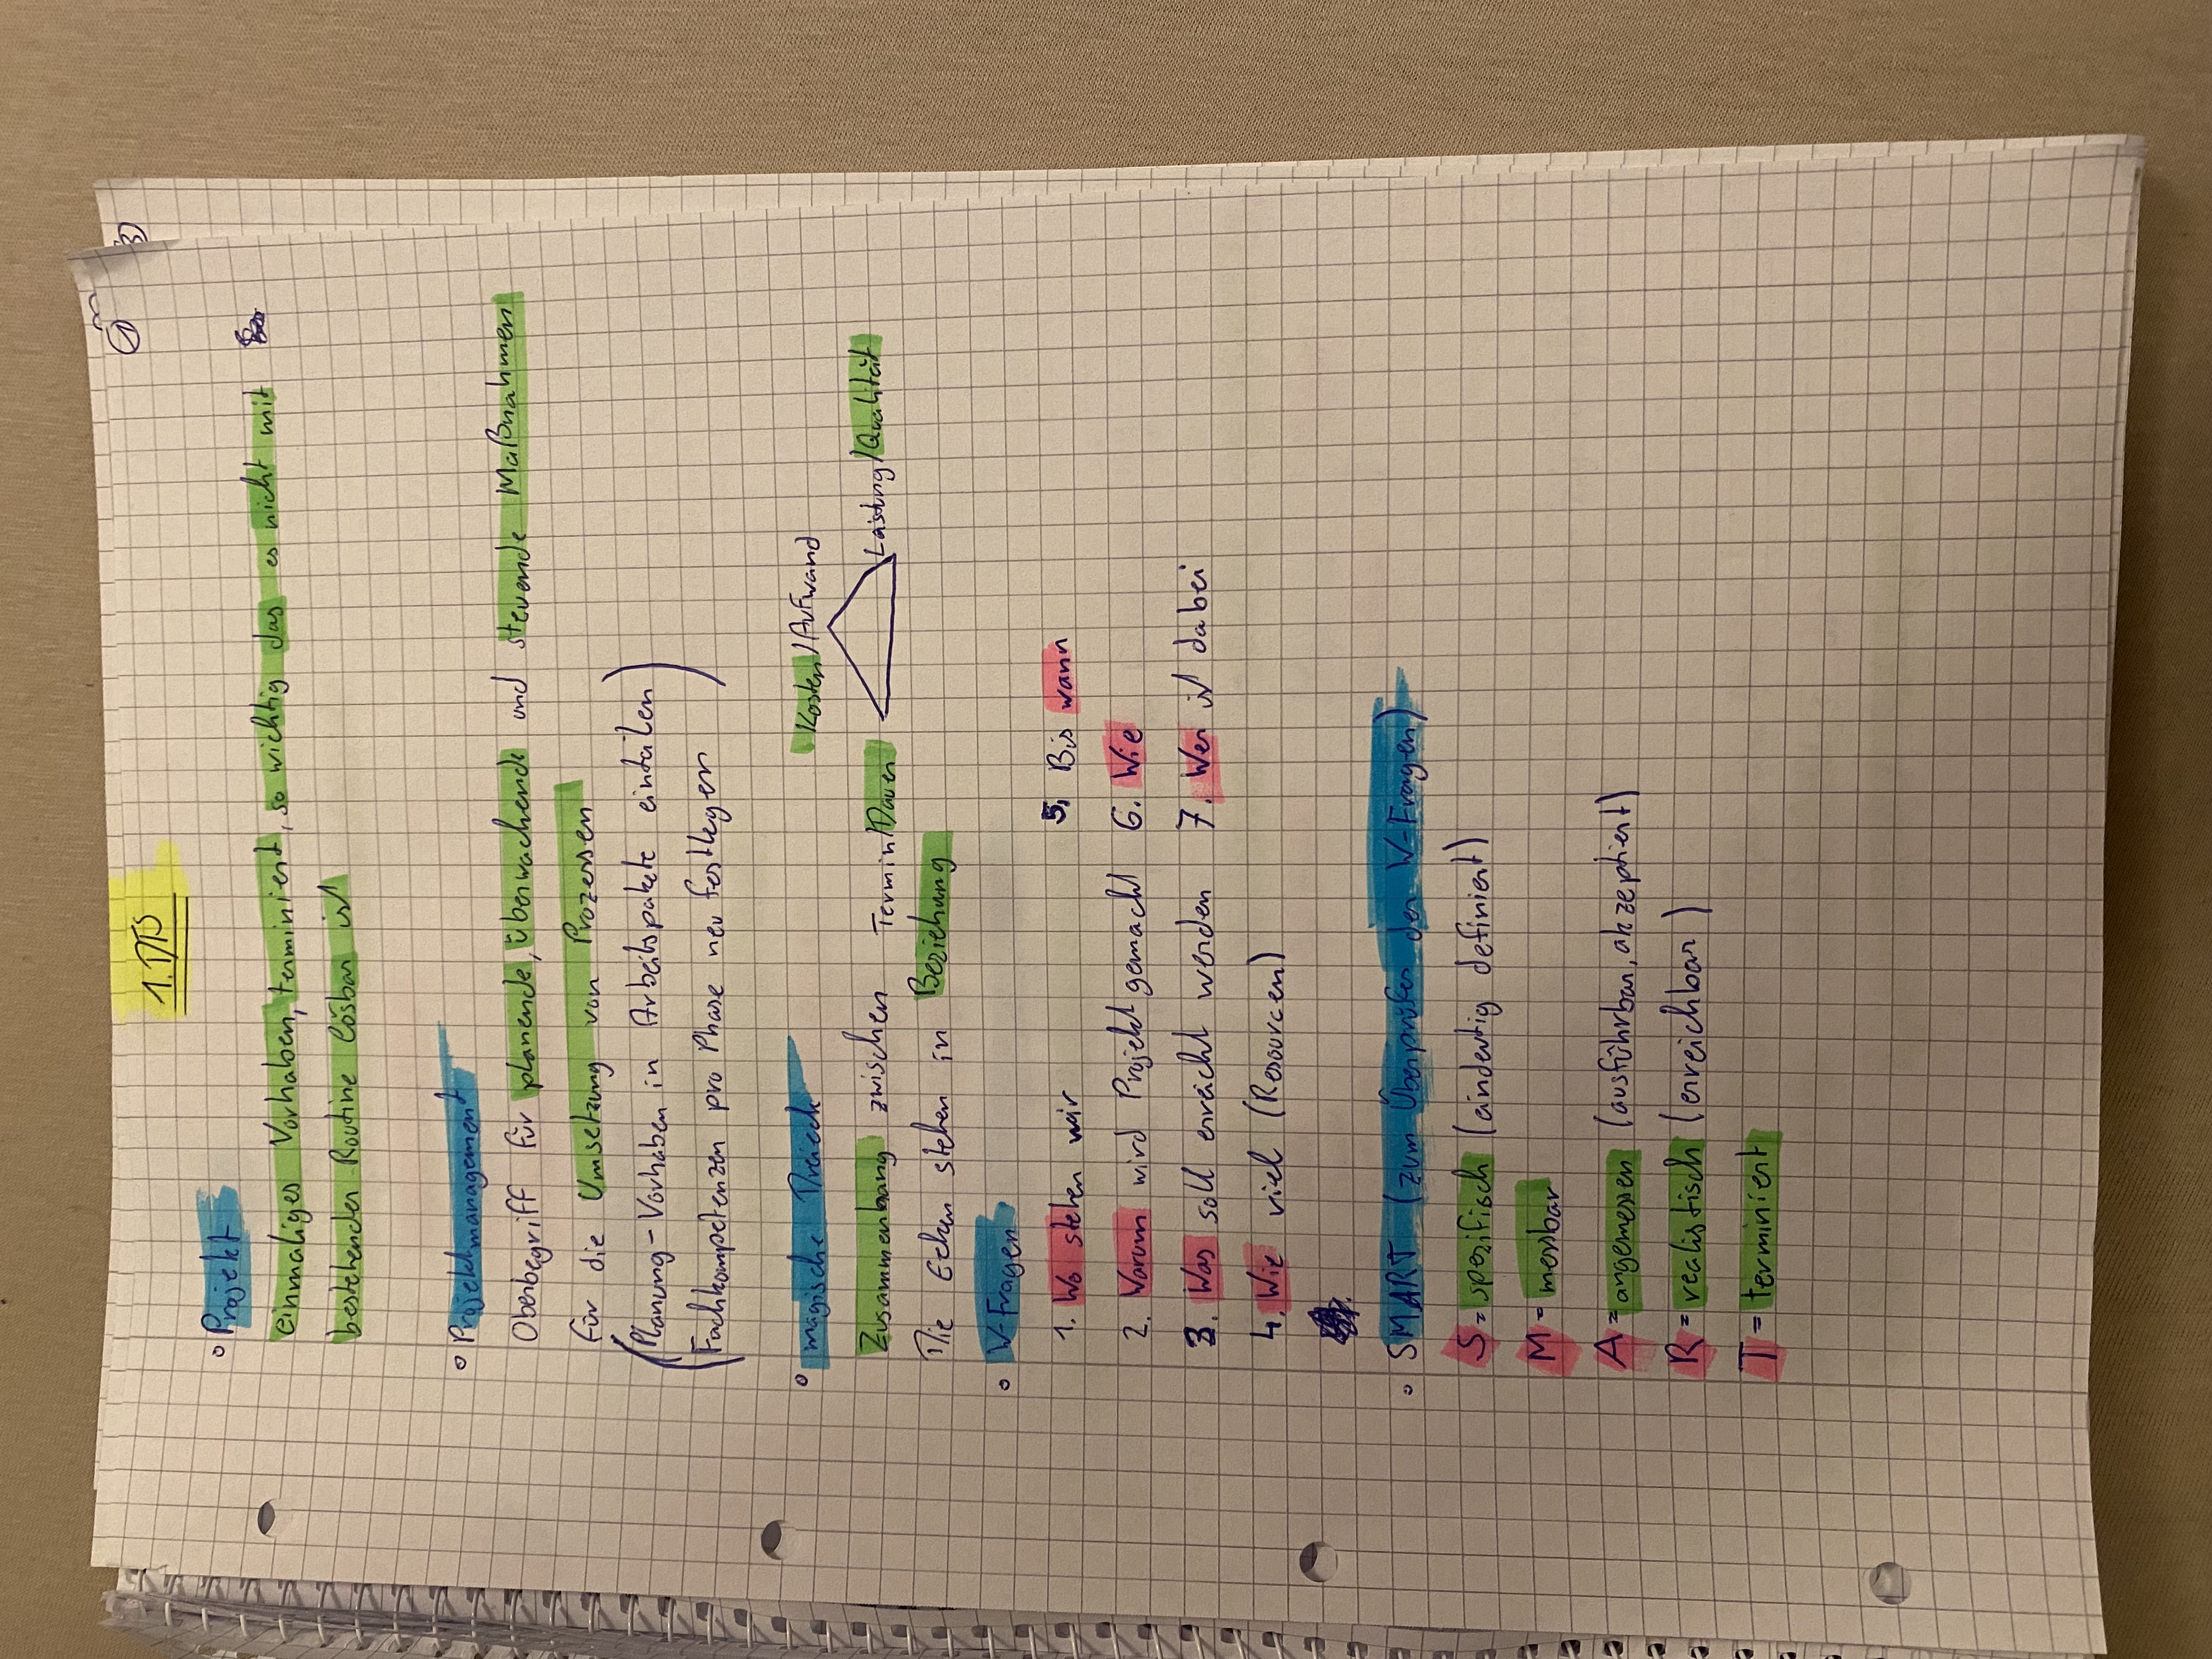 1
3)
1. DTS
Projekt
einmaliges Vorhaben, terminiert, so wichtig das es nicht mit
bestehender Routine lösbar ist
Projektmanagement
Oberbegriff für planende, überwachende und steuende Maßnahmen
für die Umsetzung von Prozessen
(Planung - Vorhaben in Arbeitspakete einteilen
Fachkompetenzen pro Phase neu festlegen)
magische Dreieck
Kosten/Aufwand
Zusammenhang zwischen Termin/Dauer Leistung/Qualität
Die Ecken stehen in Beziehung
W-Fragen
1. Wo stehen wir
2. Warum wird Projekt gemacht
3. Was soll erreicht werden
4. Wie viel (Resourcen)
5. Bis wann
6. Wie
7. Wer ist dabei
SMART (zum Überprüfen der W-Fragen)
S = spezifisch (eindeutig definiert)
M = messbar
A = angemessen (ausführbar, akzeptiert)
R = realistisch (erreichbar)
T = terminiert